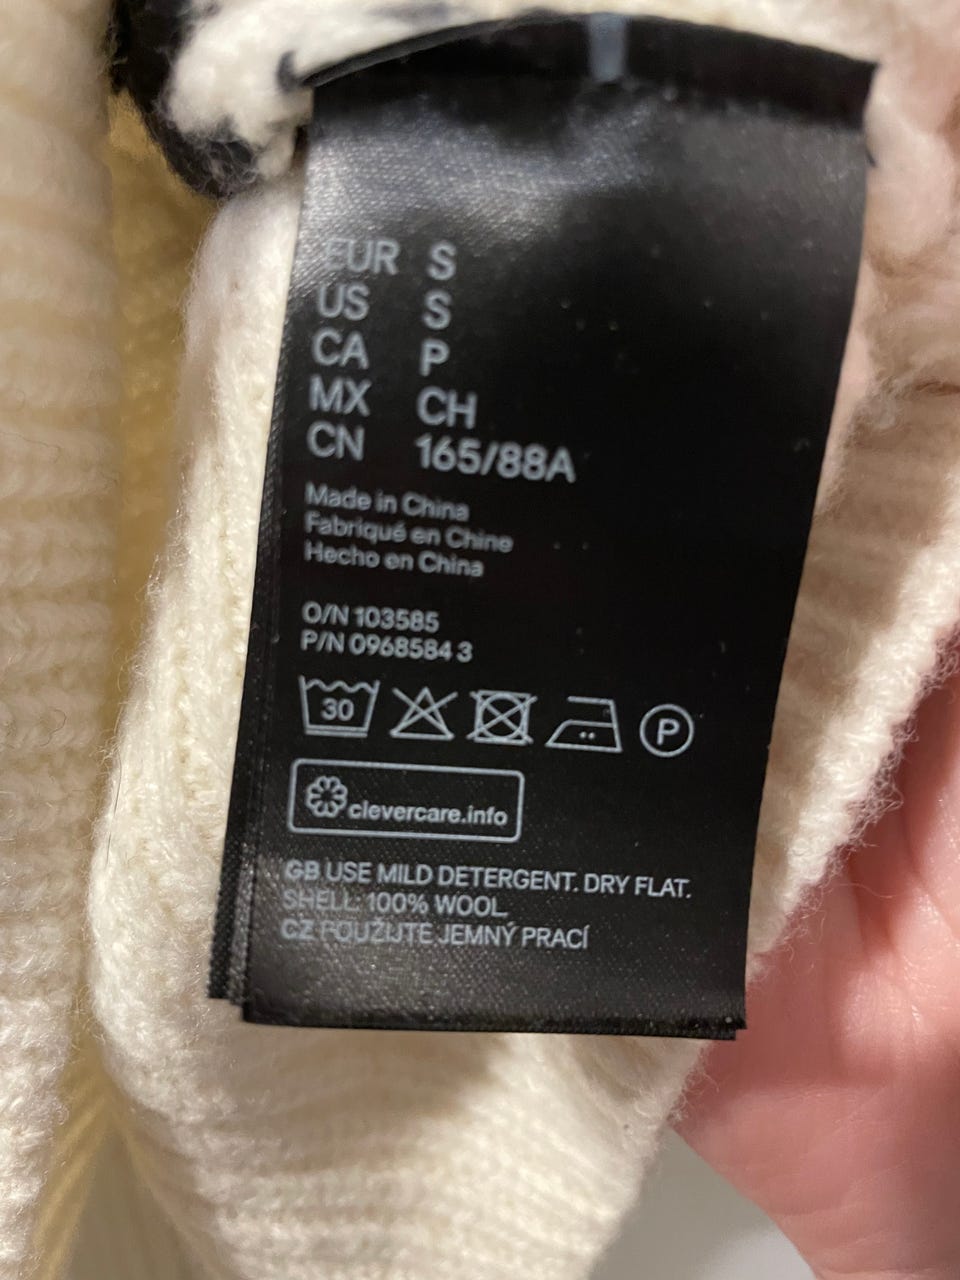 EUR S
US S
CA P
MX CH
CN 165/88A
Made in China
Fabriqué en Chine
Hecho en China
O/N 103585
P/N 0968584 3
30 P
clevercare.info
GB USE MILD DETERGENT. DRY FLAT.
SHELL: 100% WOOL
CZ POUŽIJTE JEMNÝ PRACÍ